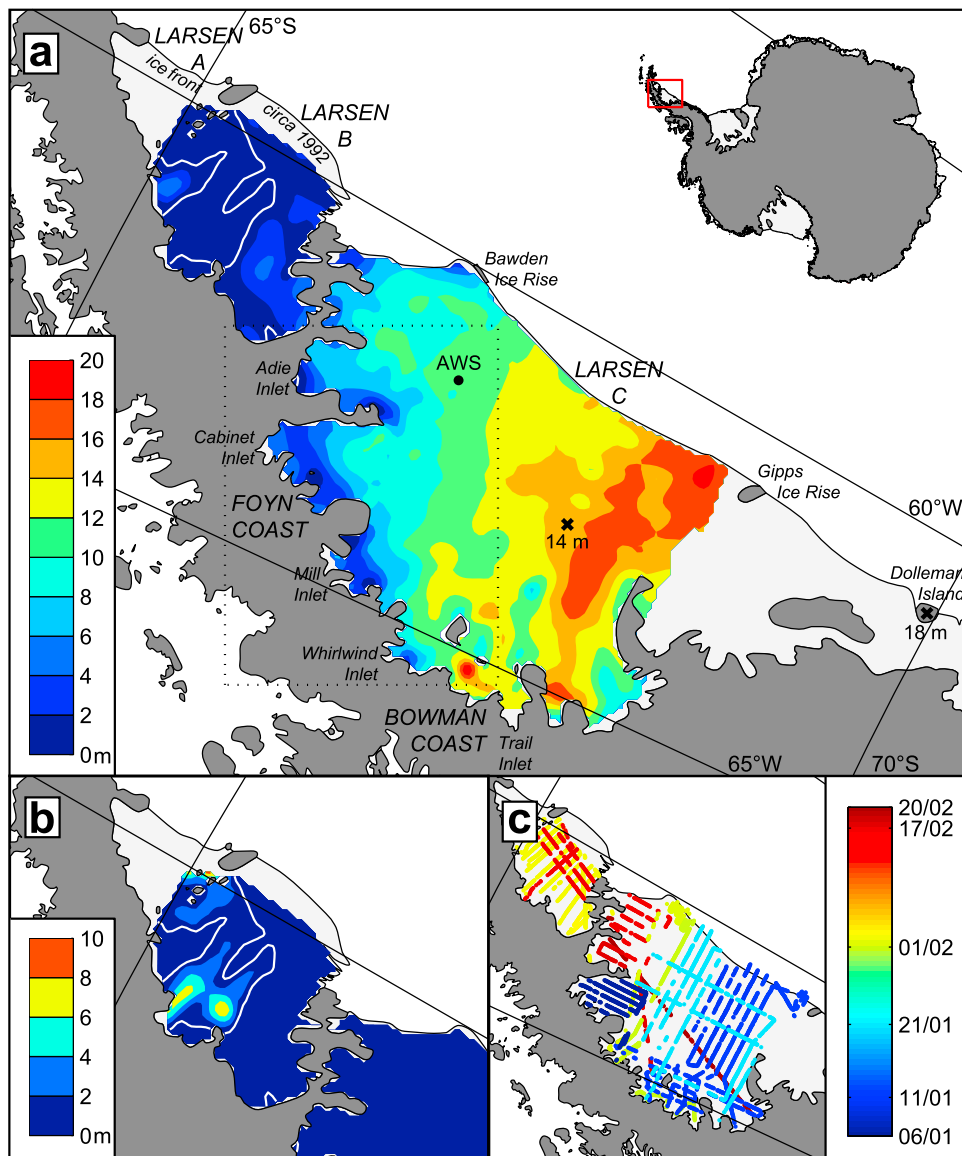 a
LARSEN
A
65°S
ice front
circa 1992
LARSEN
B
Bawden
Ice Rise
AWS
LARSEN
C
Adie
Inlet
Cabinet
Inlet
FOYN
COAST
Mill
Inlet
Whirlwind
Inlet
BOWMAN
COAST
Trail
Inlet
14 m
Gipps
Ice Rise
60°W
Dolleman
Island
18 m
65°W
70°S
20
18
16
14
12
10
8
6
4
2
0m
b
10
8
6
4
2
0m
c
20/02
17/02
01/02
21/01
11/01
06/01